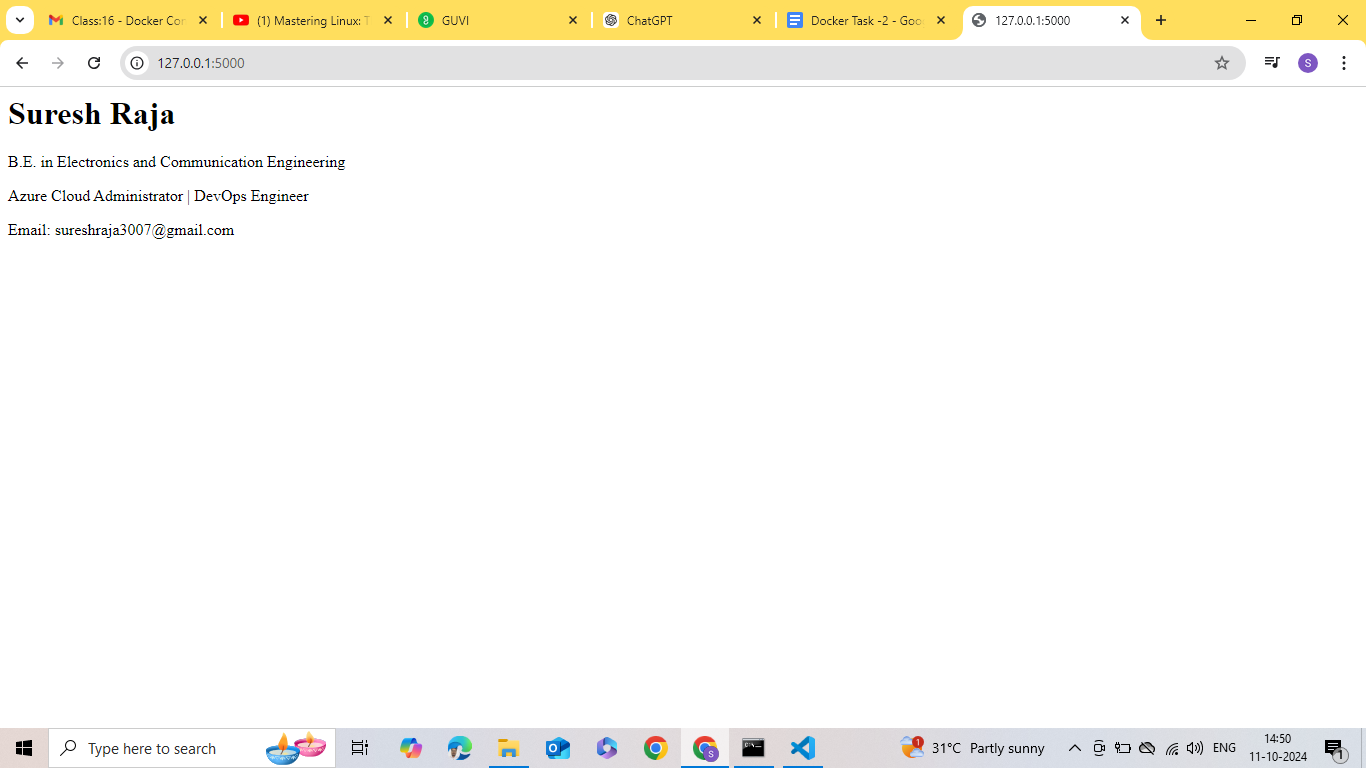 Class:16 - Docker Con
(1) Mastering Linux: T
GUVI
ChatGPT
Docker Task -2 - Goo
127.0.0.1:5000
127.0.0.1:5000
S
Suresh Raja
B.E. in Electronics and Communication Engineering
Azure Cloud Administrator | DevOps Engineer
Email: sureshraja3007@gmail.com
Type here to search
S
1
31°C Partly sunny
ENG
14:50
11-10-2024
1